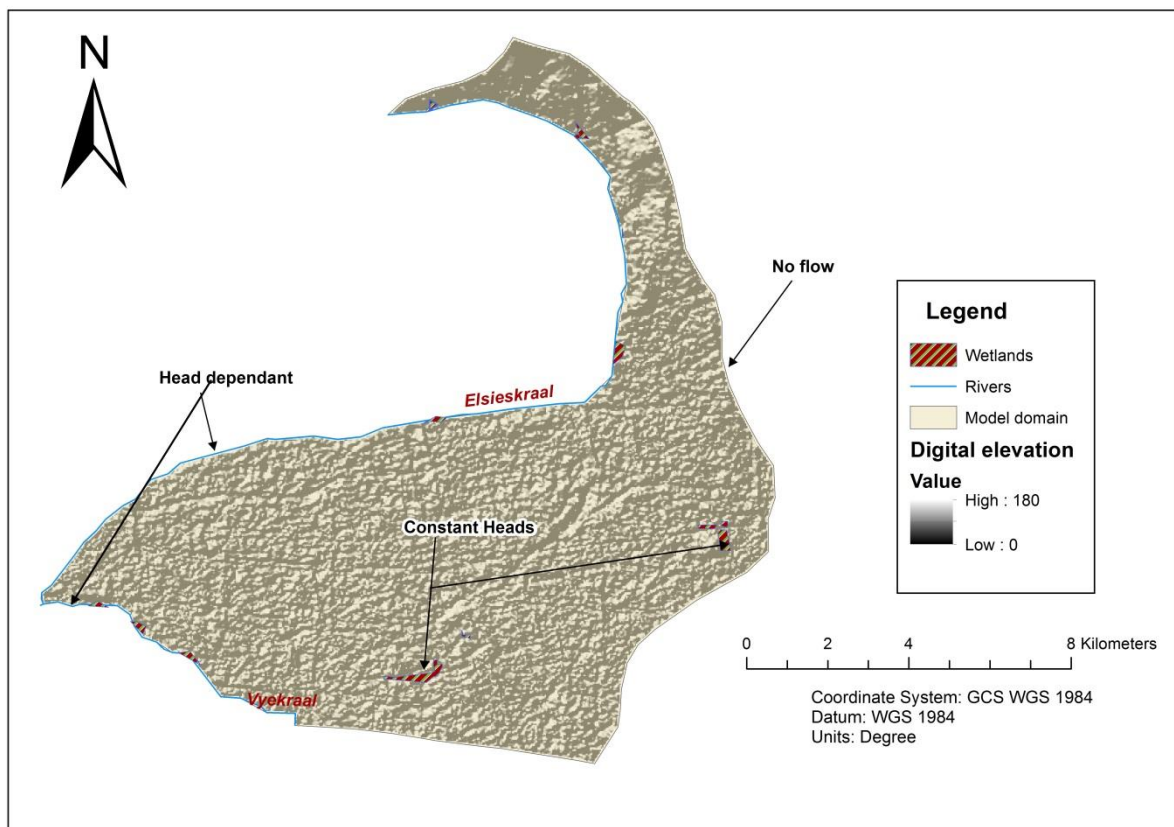 N
No flow
Head dependant
Elsieskraal
Constant Heads
Vyekraal
Legend
Wetlands
Rivers
Model domain
Digital elevation
Value
High : 180
Low : 0
0 2 4 8 Kilometers
Coordinate System: GCS WGS 1984
Datum: WGS 1984
Units: Degree